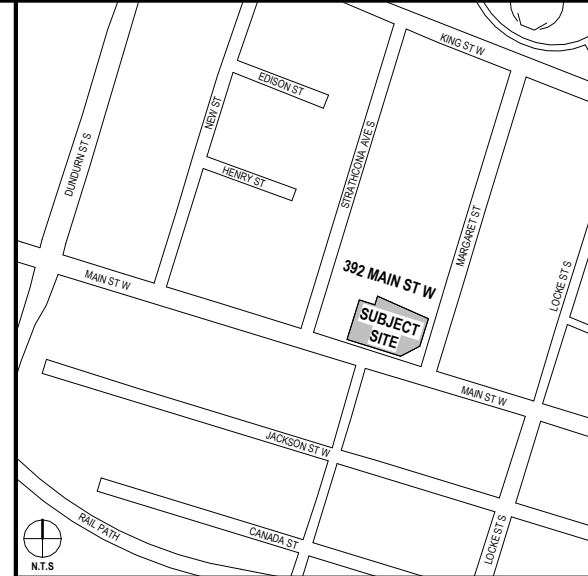 KING ST W
EDISON ST
NEW ST
STRATHCONA AVE S
DUNDURN ST S
HENRY ST
MARGARET ST
392 MAIN ST W
LOCKE ST S
MAIN ST W
SUBJECT
SITE
MAIN ST W
JACKSON ST W
RAIL PATH
CANADA ST
LOCKE ST S
N.T.S